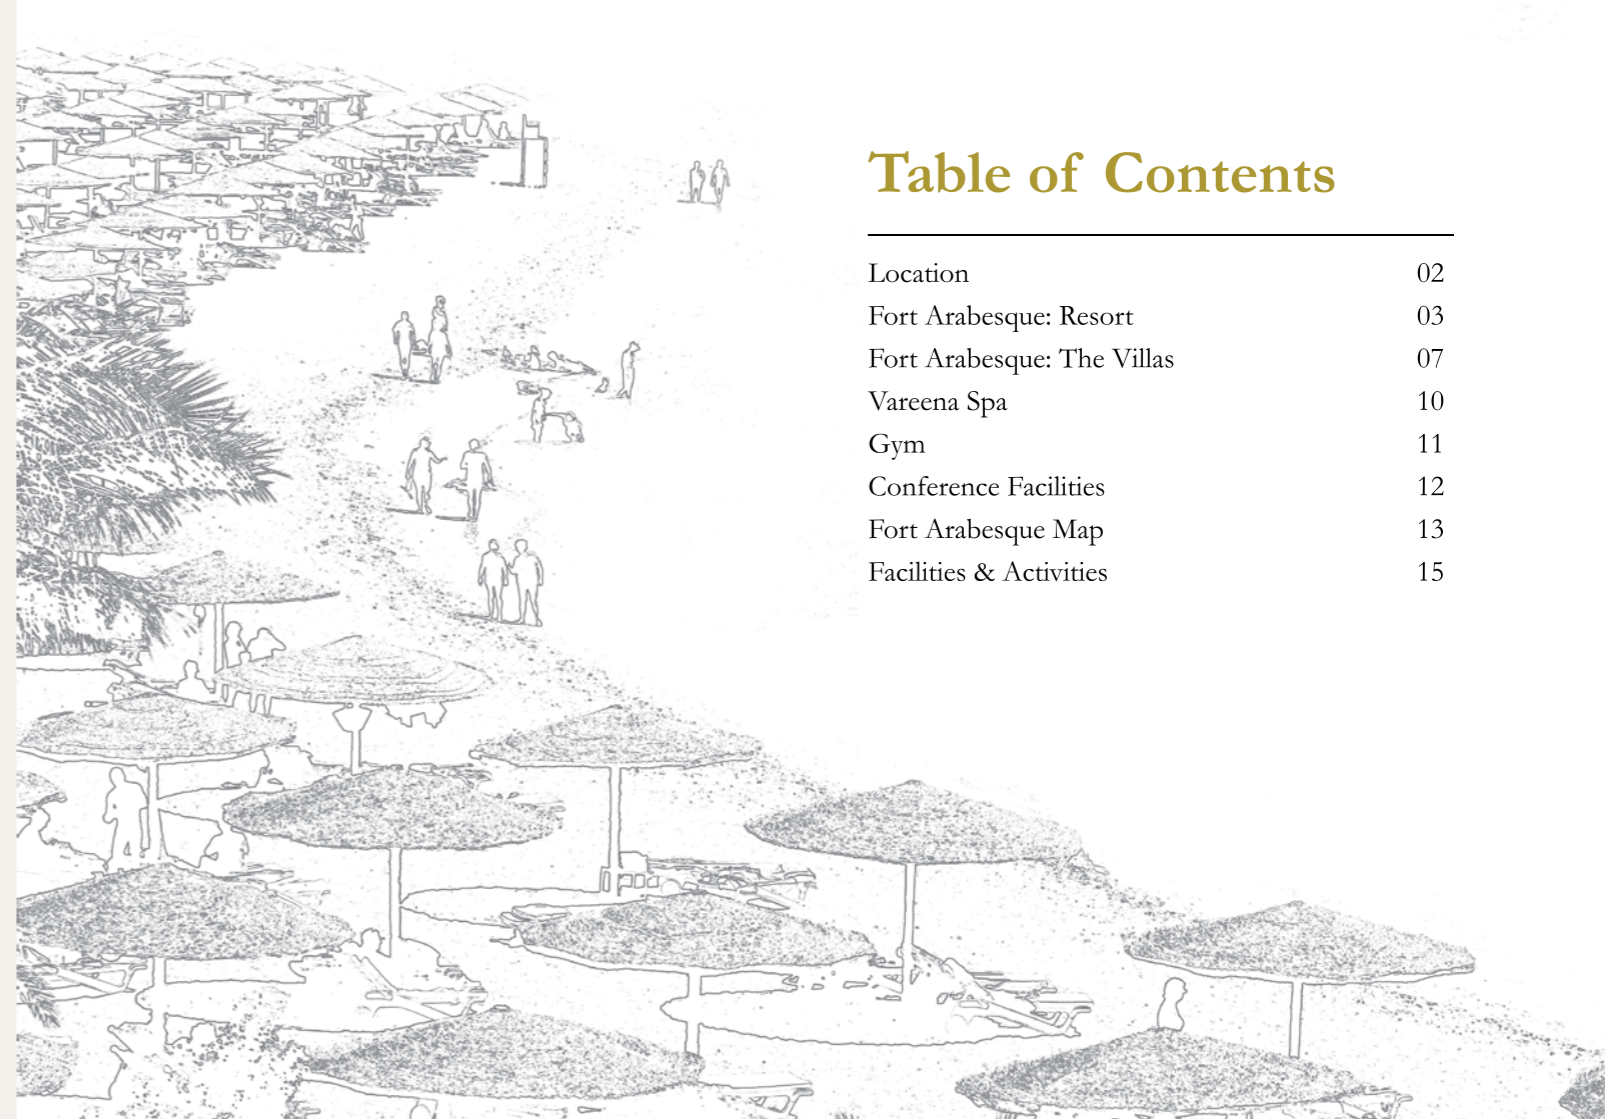 Table of Contents
Location 02
Fort Arabesque: Resort 03
Fort Arabesque: The Villas 07
Vareena Spa 10
Gym 11
Conference Facilities 12
Fort Arabesque Map 13
Facilities & Activities 15